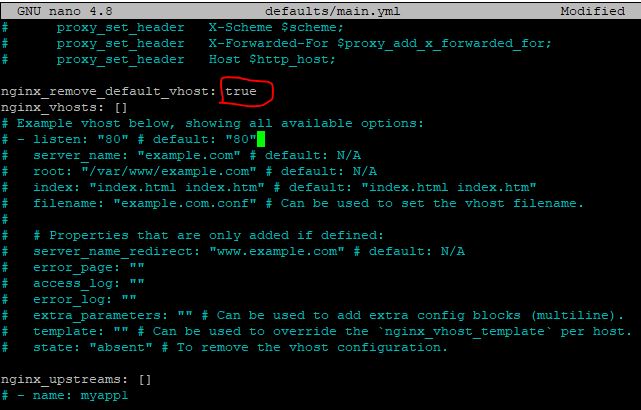 GNU nano 4.8 defaults/main.yml Modified
# proxy_set_header X-Scheme $scheme;
# proxy_set_header X-Forwarded-For $proxy_add_x_forwarded_for;
# proxy_set_header Host $http_host;
nginx_remove_default_vhost: true
nginx_vhosts: []
# Example vhost below, showing all available options:
# - listen: "80" # default: "80"
# server_name: "example.com" # default: N/A
# root: "/var/www/example.com" # default: N/A
# index: "index.html index.htm" # default: "index.html index.htm"
# filename: "example.com.conf" # Can be used to set the vhost filename.
#
# # Properties that are only added if defined:
# server_name_redirect: "www.example.com" # default: N/A
# error_page: ""
# access_log: ""
# error_log: ""
# extra_parameters: "" # Can be used to add extra config blocks (multiline).
# template: "" # Can be used to override the `nginx_vhost_template` per host.
# state: "absent" # To remove the vhost configuration.
nginx_upstreams: []
# - name: myapp1